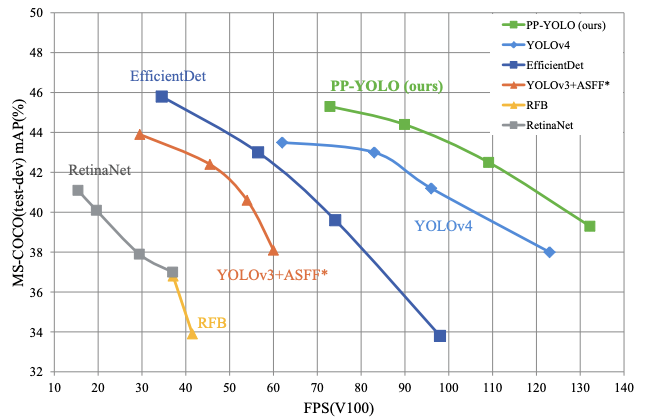 50
48
46
44
42
40
38
36
34
32
MS-COCO(test-dev) mAP(%)
PP-YOLO (ours)
YOLOv4
EfficientDet
YOLOv3+ASFF*
RFB
RetinaNet
EfficientDet
PP-YOLO (ours)
RetinaNet
YOLOv4
YOLOv3+ASFF*
RFB
10 20 30 40 50 60 70 80 90 100 110 120 130 140
FPS(V100)